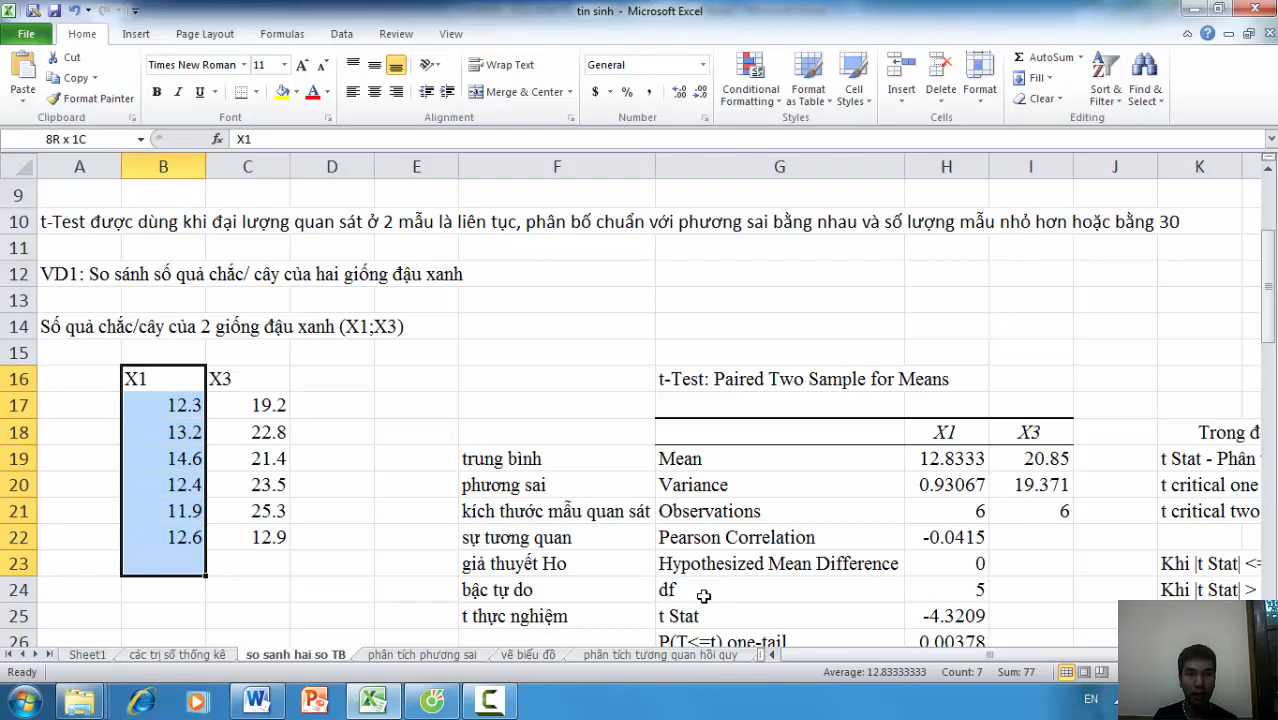 tin sinh - Microsoft Excel
File Home Insert Page Layout Formulas Data Review View
Paste
Cut
Copy
Format Painter
Clipboard
Times New Roman 11
A A
B I U
A
Font
Wrap Text
Merge & Center
Alignment
General
$ % ,
Number
Conditional Formatting
Format as Table
Cell Styles
Styles
Insert
Delete
Format
Cells
Σ AutoSum
Fill
Clear
Sort & Filter
Find & Select
Editing
8R x 1C fx X1
A B C D E F G H I J K
9
10 t-Test được dùng khi đại lượng quan sát ở 2 mẫu là liên tục, phân bố chuẩn với phương sai bằng nhau và số lượng mẫu nhỏ hơn hoặc bằng 30
11
12 VD1: So sánh số quả chắc/ cây của hai giống đậu xanh
13
14 Số quả chắc/cây của 2 giống đậu xanh (X1;X3)
15
16 X1 X3 t-Test: Paired Two Sample for Means
17 12.3 19.2
18 13.2 22.8 X1 X3 Trong đ
19 14.6 21.4 trung bình Mean 12.8333 20.85 t Stat - Phân
20 12.4 23.5 phương sai Variance 0.93067 19.371 t critical one
21 11.9 25.3 kích thước mẫu quan sát Observations 6 6 t critical two
22 12.6 12.9 sự tương quan Pearson Correlation -0.0415
23 giả thuyết Ho Hypothesized Mean Difference 0 Khi |t Stat| <=
24 bậc tự do df 5 Khi |t Stat| >
25 t thực nghiệm t Stat -4.3209
26 P(T<=t) one-tail 0.00378
Sheet1 các trị số thống kê so sanh hai so TB phân tích phương sai vẽ biểu đồ phân tích tương quan hồi quy
Ready Average: 12.83333333 Count: 7 Sum: 77
EN